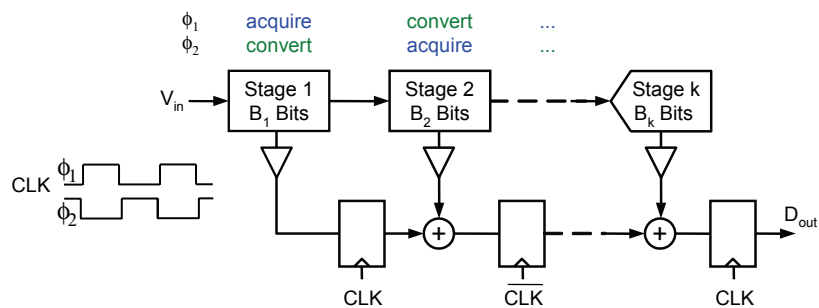 ϕ1 acquire convert ...
ϕ2 convert acquire ...
Vin
Stage 1
B1 Bits
Stage 2
B2 Bits
Stage k
Bk Bits
CLK
ϕ1
ϕ2
+
+
Dout
CLK
CLK
CLK